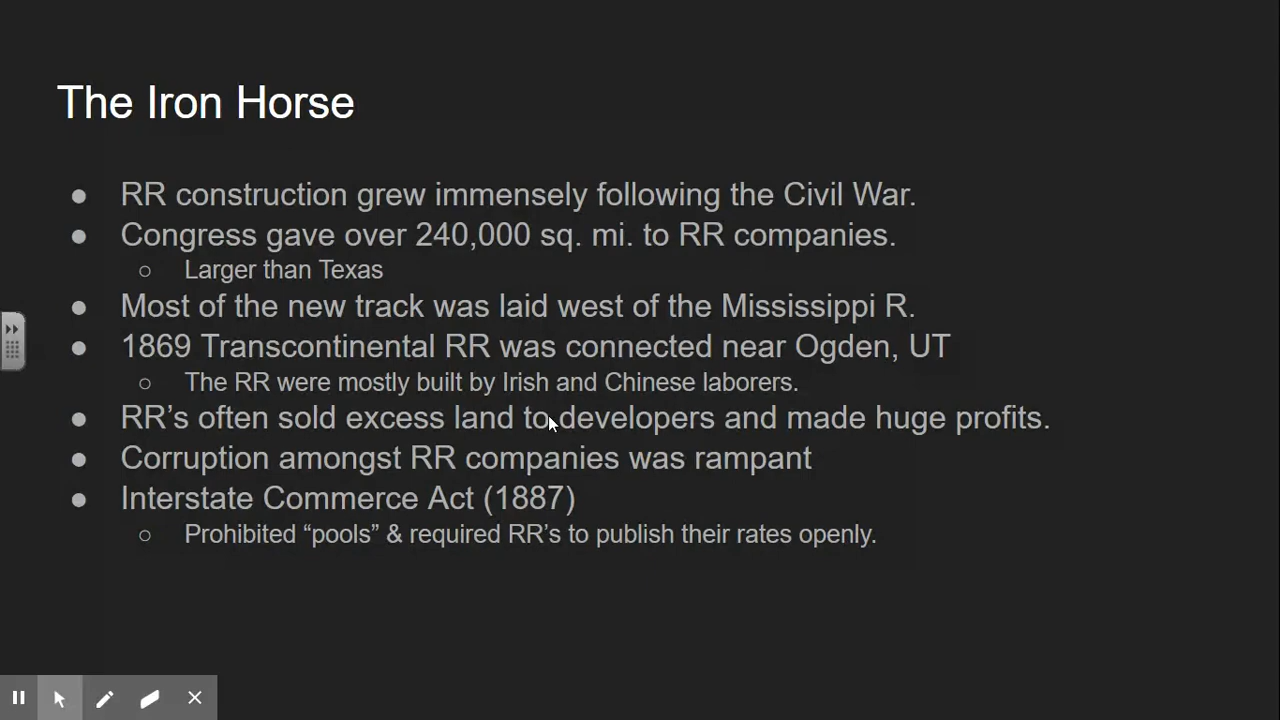 The Iron Horse
● RR construction grew immensely following the Civil War.
● Congress gave over 240,000 sq. mi. to RR companies.
○ Larger than Texas
● Most of the new track was laid west of the Mississippi R.
● 1869 Transcontinental RR was connected near Ogden, UT
○ The RR were mostly built by Irish and Chinese laborers.
● RR’s often sold excess land to developers and made huge profits.
● Corruption amongst RR companies was rampant
● Interstate Commerce Act (1887)
○ Prohibited “pools” & required RR’s to publish their rates openly.